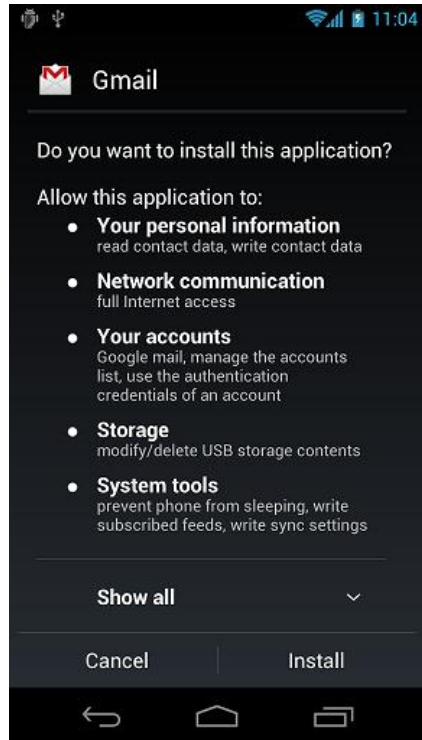 11:04
Gmail
Do you want to install this application?
Allow this application to:
Your personal information
read contact data, write contact data
Network communication
full Internet access
Your accounts
Google mail, manage the accounts
list, use the authentication
credentials of an account
Storage
modify/delete USB storage contents
System tools
prevent phone from sleeping, write
subscribed feeds, write sync settings
Show all
Cancel Install